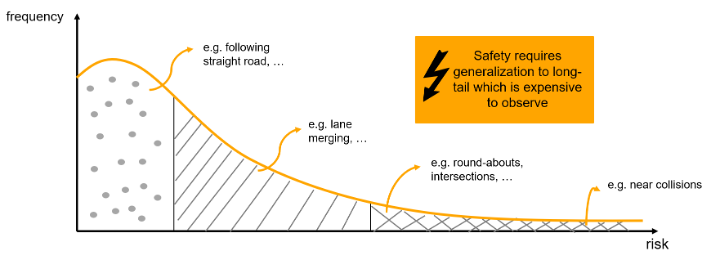 frequency
e.g. following
straight road, …
Safety requires
generalization to long-
tail which is expensive
to observe
e.g. lane
merging, …
e.g. round-abouts,
intersections, …
e.g. near collisions
risk